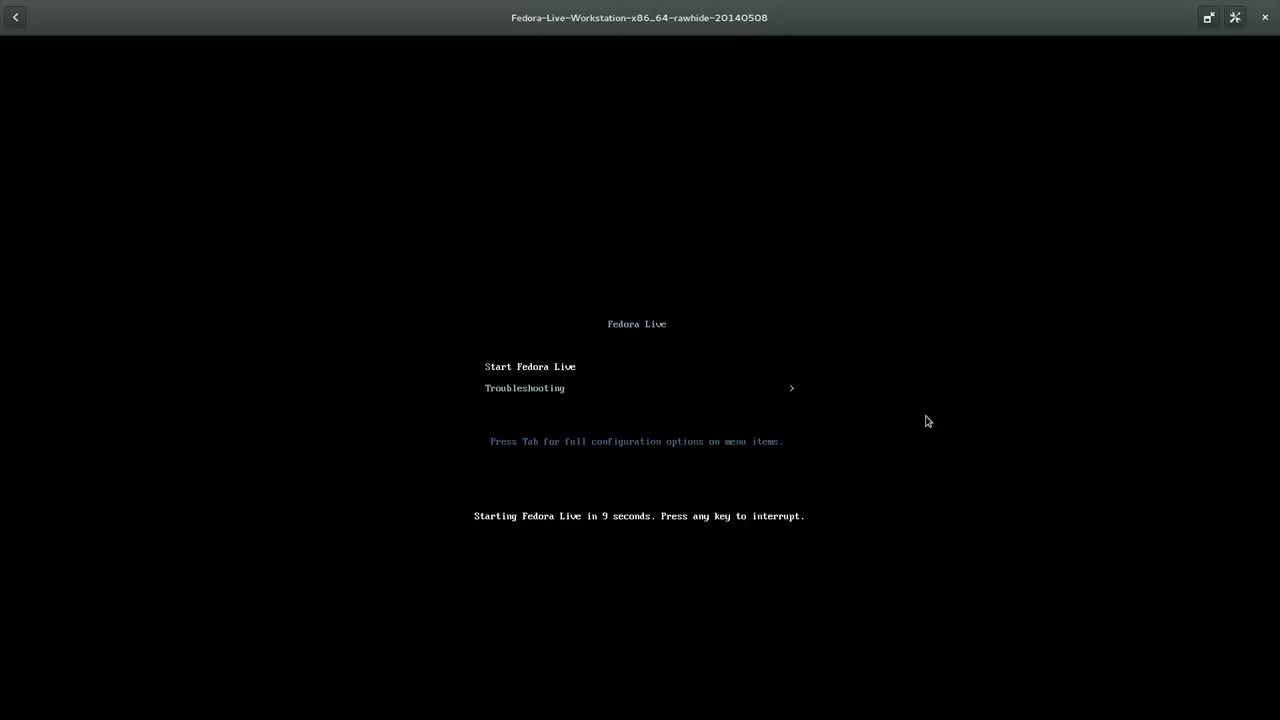 Fedora-Live-Workstation-x86_64-rawhide-20140508
Fedora Live
Start Fedora Live
Troubleshooting >
Press Tab for full configuration options on menu items.
Starting Fedora Live in 9 seconds. Press any key to interrupt.